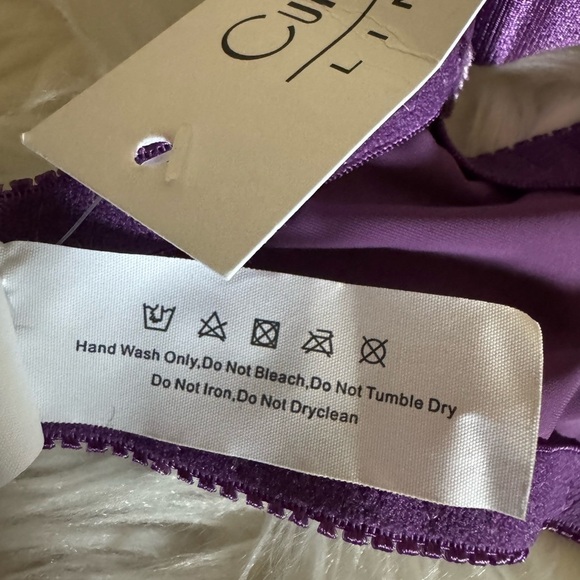 Hand Wash Only,Do Not Bleach,Do Not Tumble Dry
Do Not Iron,Do Not Dryclean